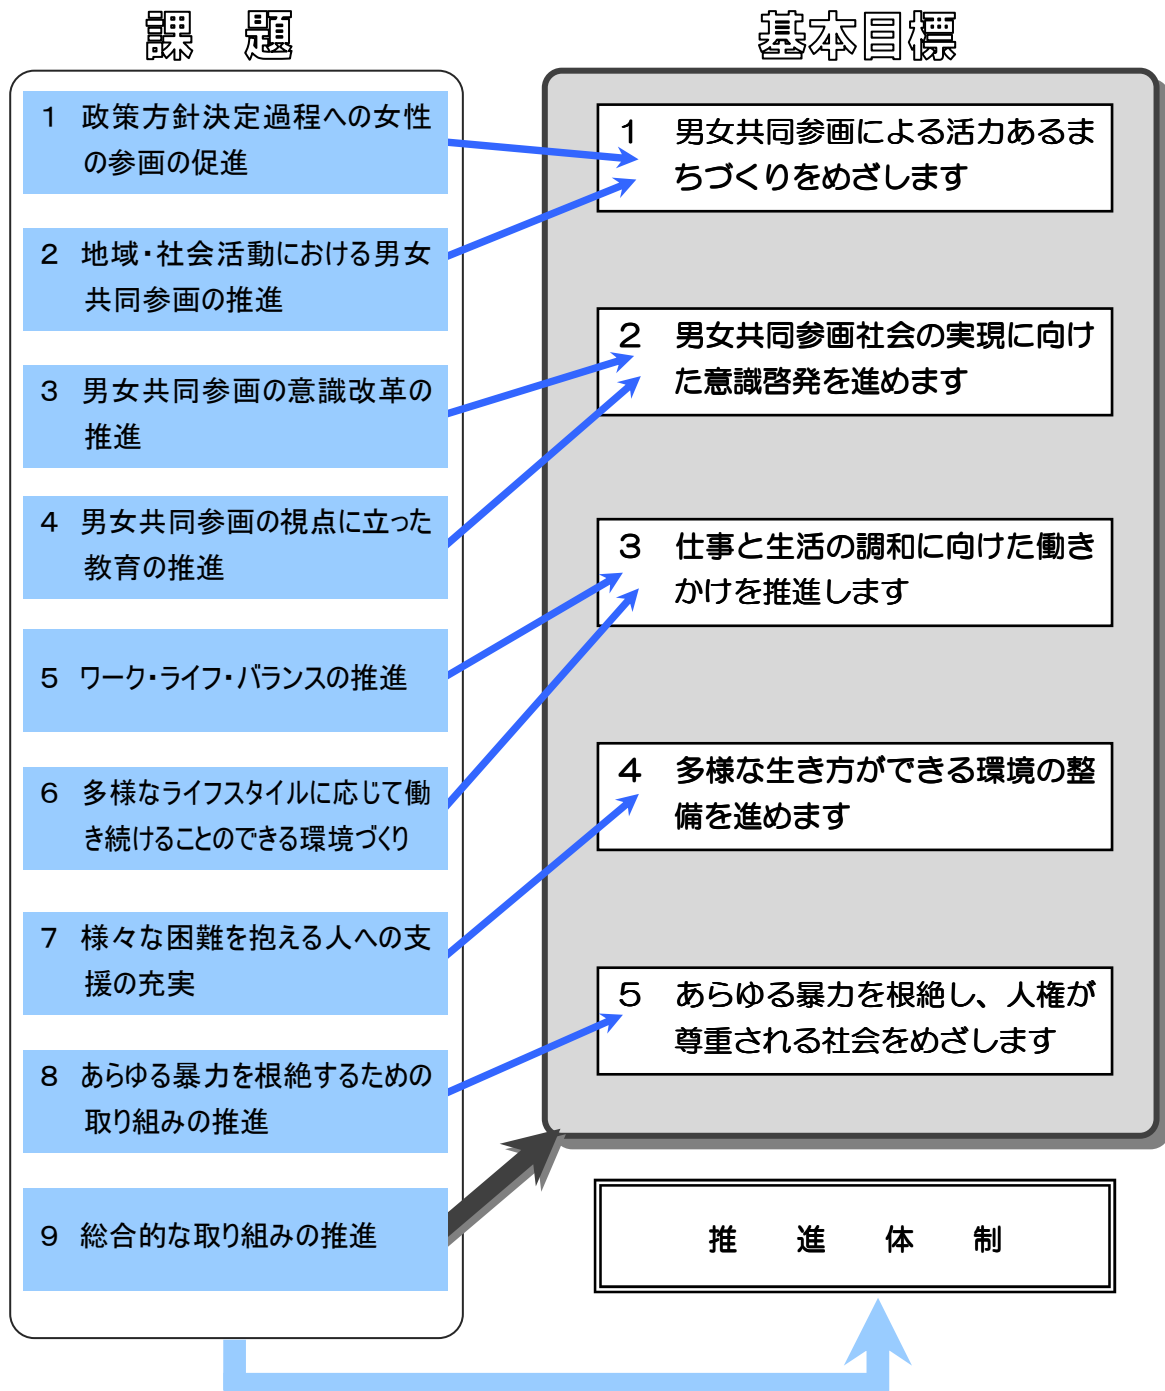 課　題
１　政策方針決定過程への女性
の参画の促進
２　地域・社会活動における男女
共同参画の推進
３　男女共同参画の意識改革の
推進
４　男女共同参画の視点に立った
教育の推進
５　ワーク・ライフ・バランスの推進
６　多様なライフスタイルに応じて働
き続けることのできる環境づくり
７　様々な困難を抱える人への支
援の充実
８　あらゆる暴力を根絶するための
取り組みの推進
９　総合的な取り組みの推進
基本目標
１　男女共同参画による活力あるま
ちづくりをめざします
２　男女共同参画社会の実現に向け
た意識啓発を進めます
３　仕事と生活の調和に向けた働き
かけを推進します
４　多様な生き方ができる環境の整
備を進めます
５　あらゆる暴力を根絶し、人権が
尊重される社会をめざします
推　進　体　制